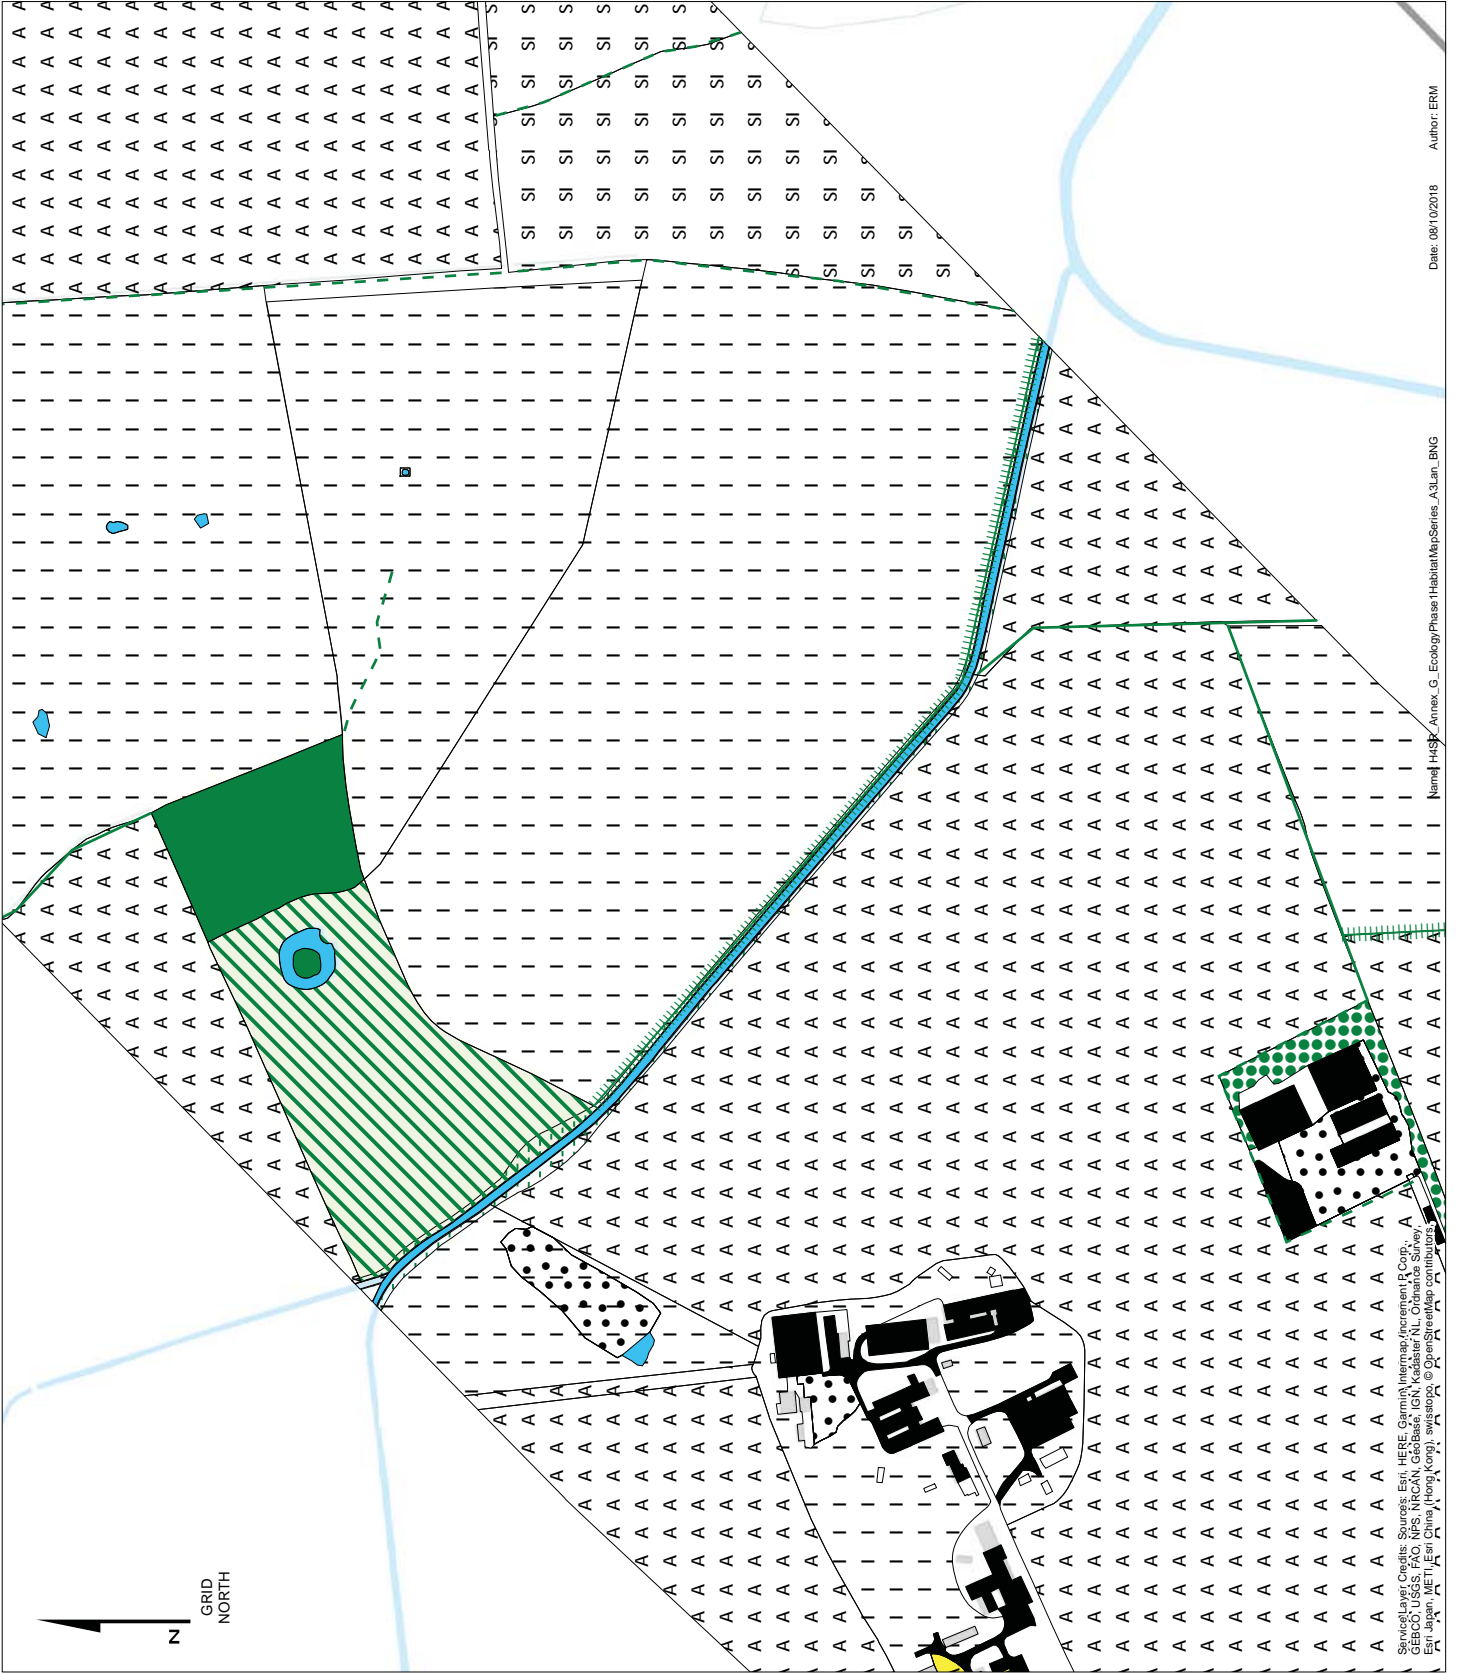 GRID
NORTH
N
A
SI
I
Service Layer Credits: Sources: Esri, HERE, Garmin, Intermap, increment P Corp.,
GEBCO, USGS, FAO, NPS, NRCAN, GeoBase, IGN, Kadaster NL, Ordnance Survey,
Esri Japan, METI, Esri China (Hong Kong), swisstopo, © OpenStreetMap contributors,
Name: H4SR_Annex_G_EcologyPhase1HabitatMapSeries_A3Lan_BNG
Date: 08/10/2018 Author: ERM